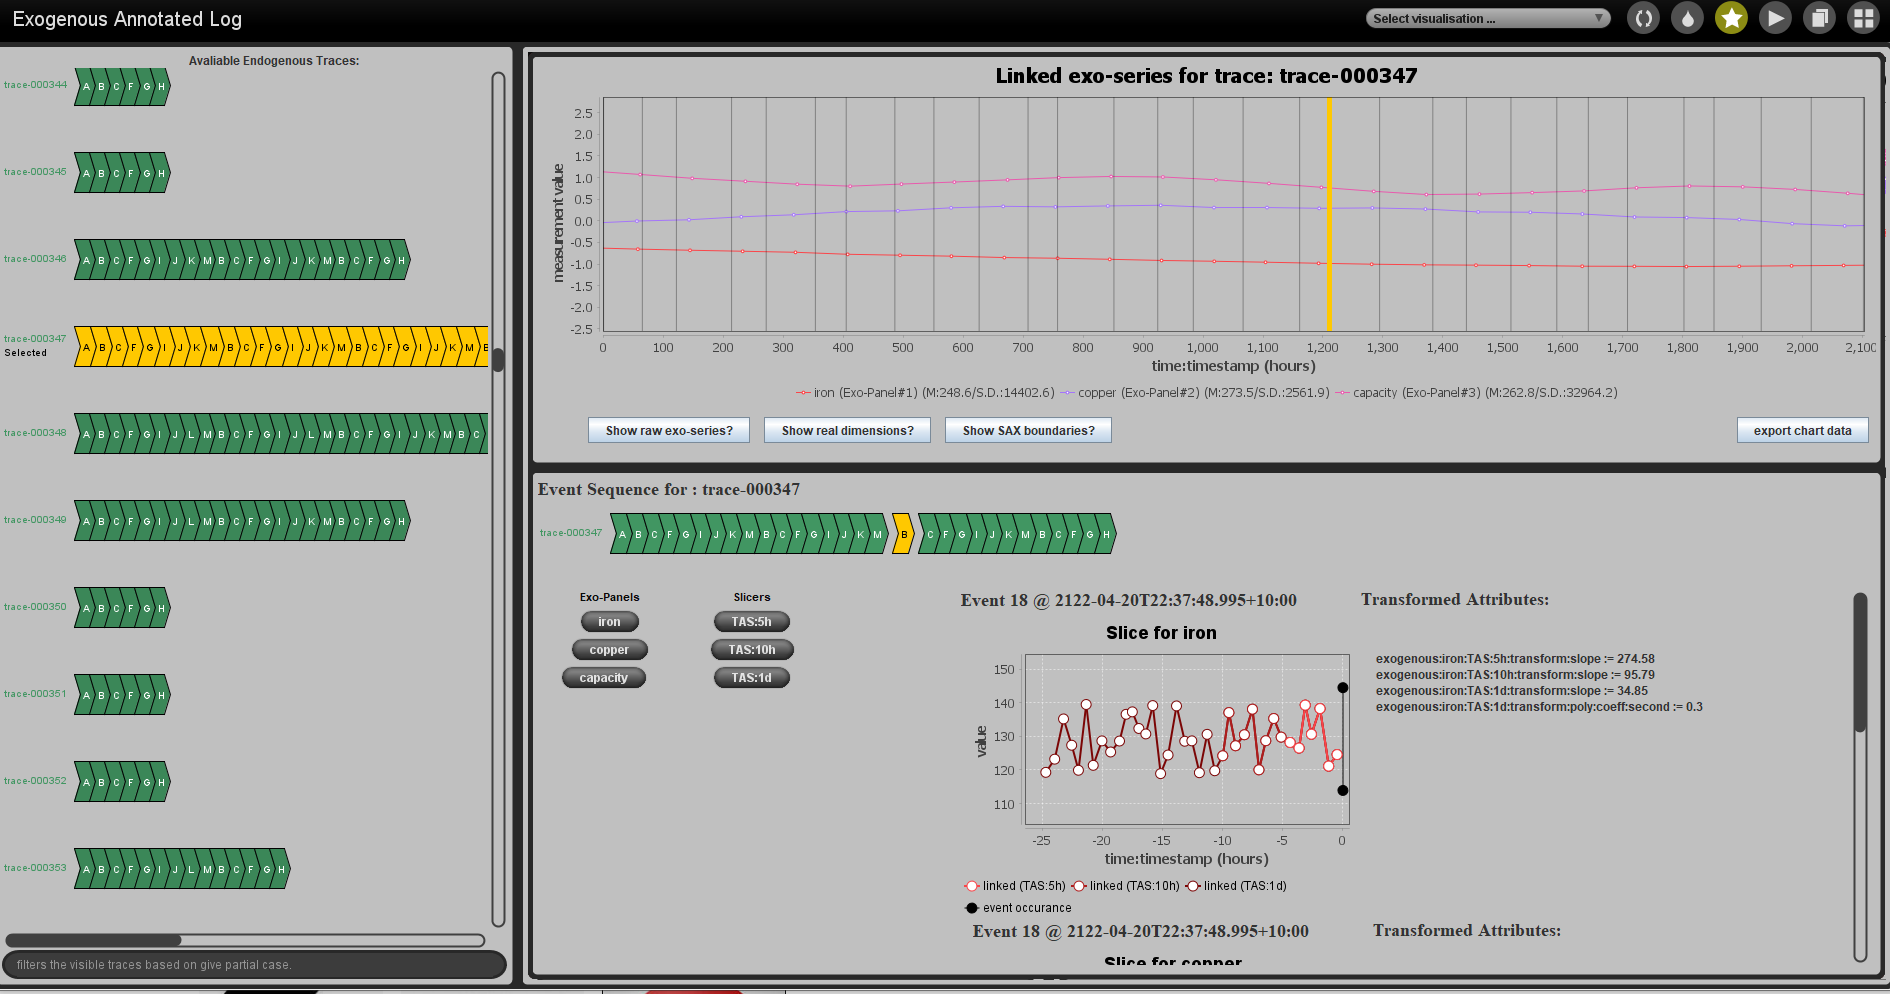 Exogenous Annotated Log
Select visualisation ...
Avaliable Endogenous Traces:
trace-000344
A B C F G H
trace-000345
A B C F G H
trace-000346
A B C F G I J K M B C F G I J K M B C F G H
trace-000347
Selected
A B C F G I J K M B C F G I J K M B C F G I J K M B
trace-000348
A B C F G I J L M B C F G I J L M B C F G I J K M B C
trace-000349
A B C F G I J L M B C F G I J K M B C F G H
trace-000350
A B C F G H
trace-000351
A B C F G H
trace-000352
A B C F G H
trace-000353
A B C F G I J L M B C F G H
filters the visible traces based on give partial case.
Linked exo-series for trace: trace-000347
measurement value
2.5
2.0
1.5
1.0
0.5
0.0
-0.5
-1.0
-1.5
-2.0
-2.5
0 100 200 300 400 500 600 700 800 900 1,000 1,100 1,200 1,300 1,400 1,500 1,600 1,700 1,800 1,900 2,000 2,100
time:timestamp (hours)
iron (Exo-Panel#1) (M:248.6/S.D.:14402.6) copper (Exo-Panel#2) (M:273.5/S.D.:2561.9) capacity (Exo-Panel#3) (M:262.8/S.D.:32964.2)
Show raw exo-series? Show real dimensions? Show SAX boundaries? export chart data
Event Sequence for : trace-000347
trace-000347
A B C F G I J K M B C F G I J K M B C F G I J K M B C F G H
Exo-Panels
iron
copper
capacity
Slicers
TAS:5h
TAS:10h
TAS:1d
Event 18 @ 2122-04-20T22:37:48.995+10:00
Slice for iron
value
150
140
130
120
110
-25 -20 -15 -10 -5 0
time:timestamp (hours)
linked (TAS:5h) linked (TAS:10h) linked (TAS:1d)
event occurance
Transformed Attributes:
exogenous:iron:TAS:5h:transform:slope := 274.58
exogenous:iron:TAS:10h:transform:slope := 95.79
exogenous:iron:TAS:1d:transform:slope := 34.85
exogenous:iron:TAS:1d:transform:poly:coeff:second := 0.3
Event 18 @ 2122-04-20T22:37:48.995+10:00
Transformed Attributes:
Slice for copper